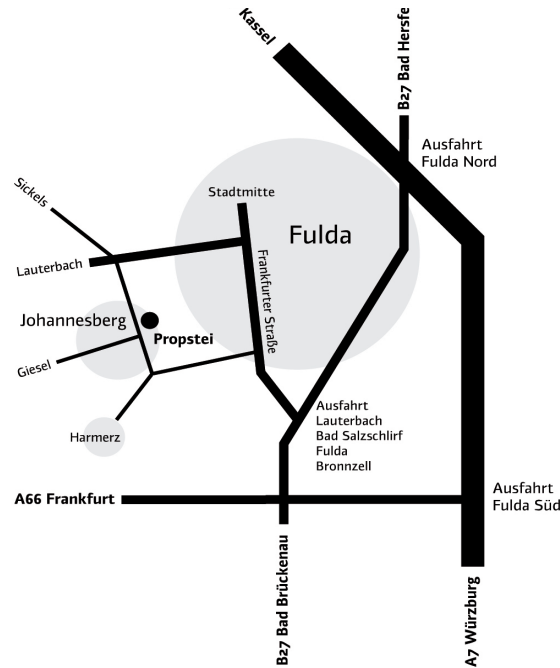 Kassel
B27 Bad Hersfe
Ausfahrt
Fulda Nord
Sickels
Stadtmitte
Fulda
Lauterbach
Frankfurter Straße
Johannesberg
Propstei
Giesel
Harmerz
Ausfahrt
Lauterbach
Bad Salzschlirf
Fulda
Bronnzell
A66 Frankfurt
Ausfahrt
Fulda Süd
B27 Bad Brückenau
A7 Würzburg